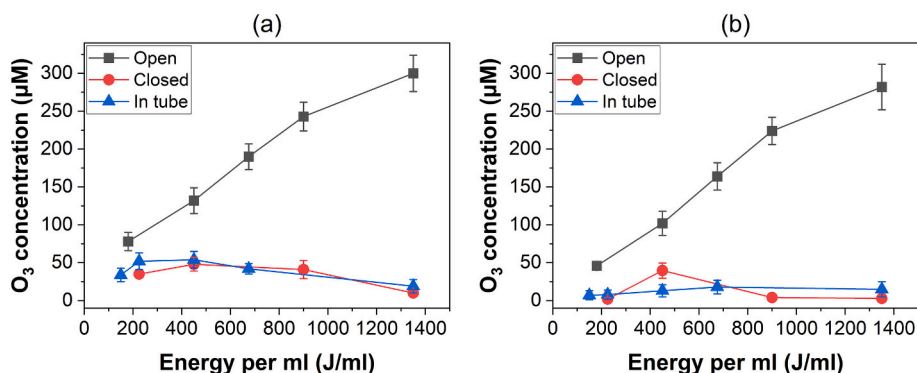 (a)
Open
Closed
In tube
O₃ concentration (µM)
300
250
200
150
100
50
0
0 200 400 600 800 1000 1200 1400
Energy per ml (J/ml)
(b)
Open
Closed
In tube
O₃ concentration (µM)
300
250
200
150
100
50
0
0 200 400 600 800 1000 1200 1400
Energy per ml (J/ml)